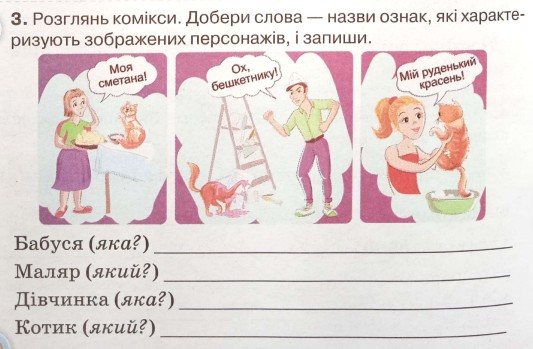 3. Розглянь комікси. Добери слова — назви ознак, які характе-
ризують зображених персонажів, і запиши.
Моя
сметана!
Ох,
бешкетнику!
Мій руденький
красень!
Бабуся (яка?)
Маляр (який?)
Дівчинка (яка?)
Котик (який?)